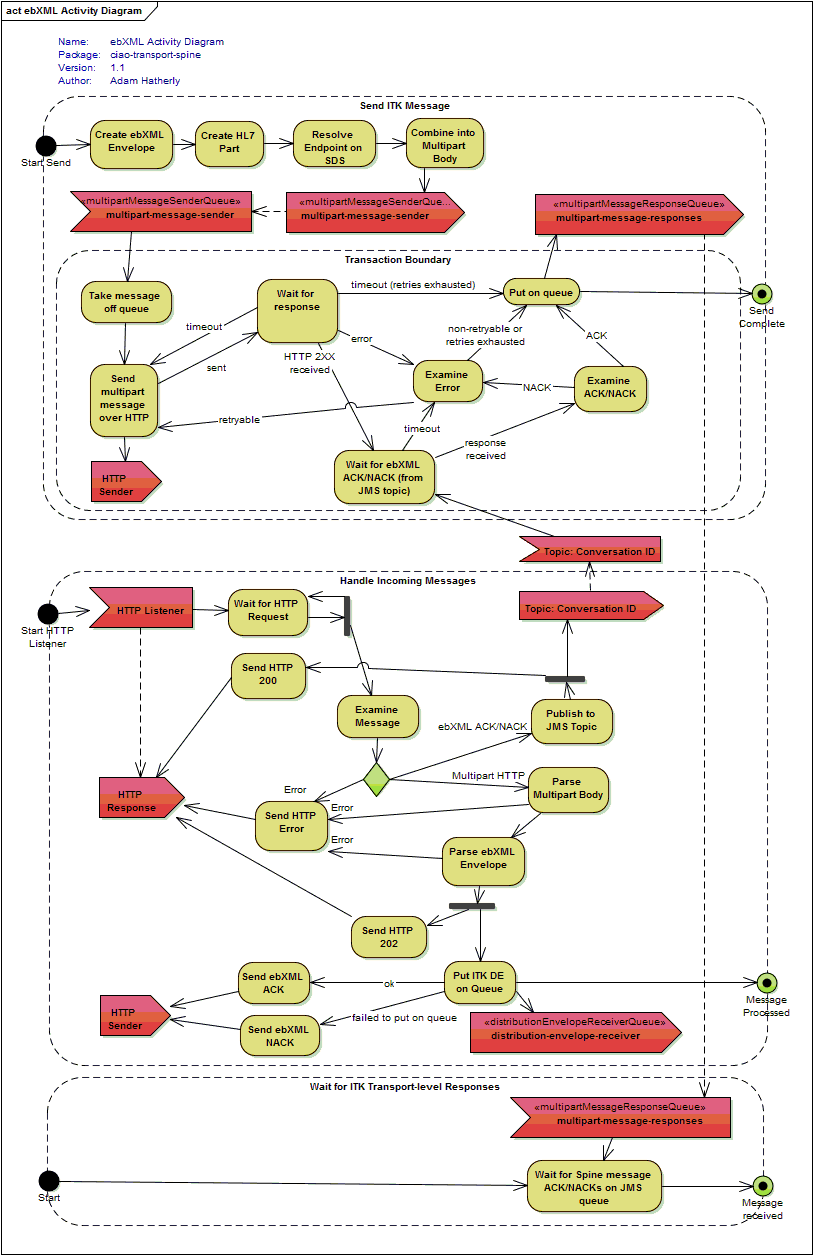 act ebXML Activity Diagram
Name: ebXML Activity Diagram
Package: ciao-transport-spine
Version: 1.1
Author: Adam Hatherly
Send ITK Message
Start Send
Create ebXML
Envelope
Create HL7
Part
Resolve
Endpoint on
SDS
Combine into
Multipart
Body
«multipartMessageSenderQueue»
multipart-message-sender
«multipartMessageSenderQue...
multipart-message-sender
«multipartMessageResponseQueue»
multipart-message-responses
Transaction Boundary
Take message
off queue
Wait for
response
timeout (retries exhausted)
Put on queue
Send
Complete
timeout
sent
error
HTTP 2XX
received
non-retryable or
retries exhausted
ACK
Send
multipart
message
over HTTP
Examine
Error
NACK
Examine
ACK/NACK
retryable
timeout
response
received
HTTP
Sender
Wait for ebXML
ACK/NACK (from
JMS topic)
Topic: Conversation ID
Handle Incoming Messages
Start HTTP
Listener
HTTP Listener
Wait for HTTP
Request
Topic: Conversation ID
Send HTTP
200
Examine
Message
ebXML ACK/NACK
Publish to
JMS Topic
Multipart HTTP
Parse
Multipart Body
HTTP
Response
Error
Send HTTP
Error
Error
Error
Parse ebXML
Envelope
Send HTTP
202
Send ebXML
ACK
ok
Put ITK DE
on Queue
Message
Processed
HTTP
Sender
Send ebXML
NACK
failed to put on queue
«distributionEnvelopeReceiverQueue»
distribution-envelope-receiver
Wait for ITK Transport-level Responses
«multipartMessageResponseQueue»
multipart-message-responses
Start
Wait for Spine message
ACK/NACKs on JMS
queue
Message
received